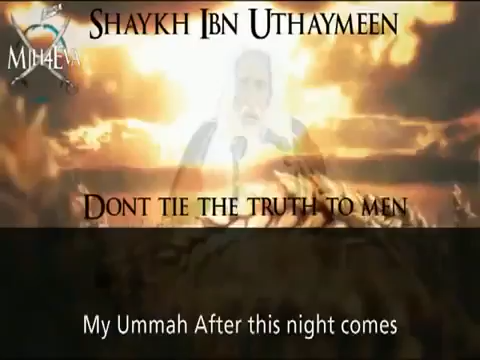 SHAYKH IBN UTHAYMEEN
MJH4EVA
DONT TIE THE TRUTH TO MEN
My Ummah After this night comes